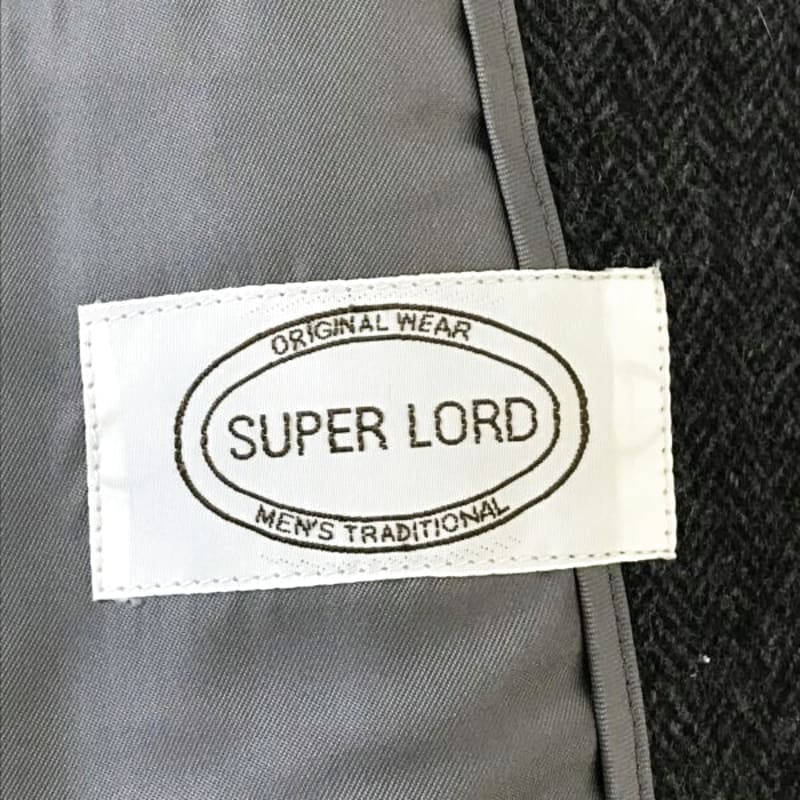 ORIGINAL WEAR
SUPER LORD
MEN'S TRADITIONAL